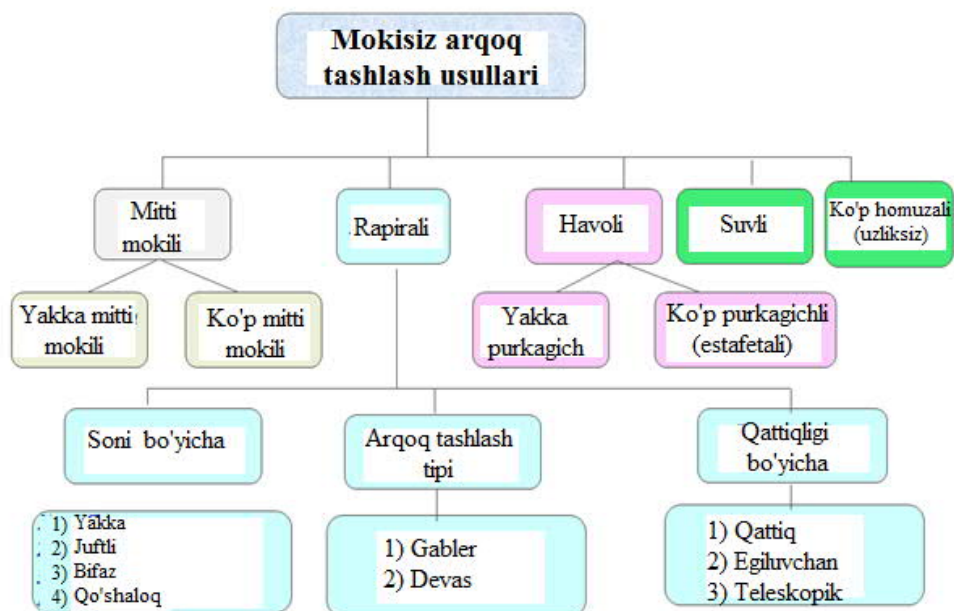 Mokisiz arqoq
tashlash usullari
Mitti
mokili
Rapirali
Havoli
Suvli
Ko'p homuzali
(uzliksiz)
Yakka mitti
mokili
Ko'p mitti
mokili
Yakka
purkagich
Ko'p purkagichli
(estafetali)
Soni bo'yicha
Arqoq tashlash
tipi
Qattiqligi
bo'yicha
1) Yakka
2) Juftli
3) Bifaz
4) Qo'shaloq
1) Gabler
2) Devas
1) Qattiq
2) Egiluvchan
3) Teleskopik